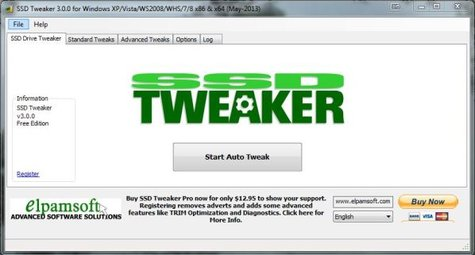 SSD Tweaker 3.0.0 for Windows XP/Vista/WS2008/WHS/7/8 x86 & x64 (May-2013)
File Help
SSD Drive Tweaker Standard Tweaks Advanced Tweaks Options Log
SSD
TWEAKER
Information
SSD Tweaker
v3.0.0
Free Edition
Register
Start Auto Tweak
elpamsoft
ADVANCED SOFTWARE SOLUTIONS
Buy SSD Tweaker Pro now for only $12.95 to show your support.
Registering removes adverts and adds some advanced
features like TRIM Optimization and Diagnostics. Click here for
More Info.
www.elpamsoft.com
English
Buy Now
VISA